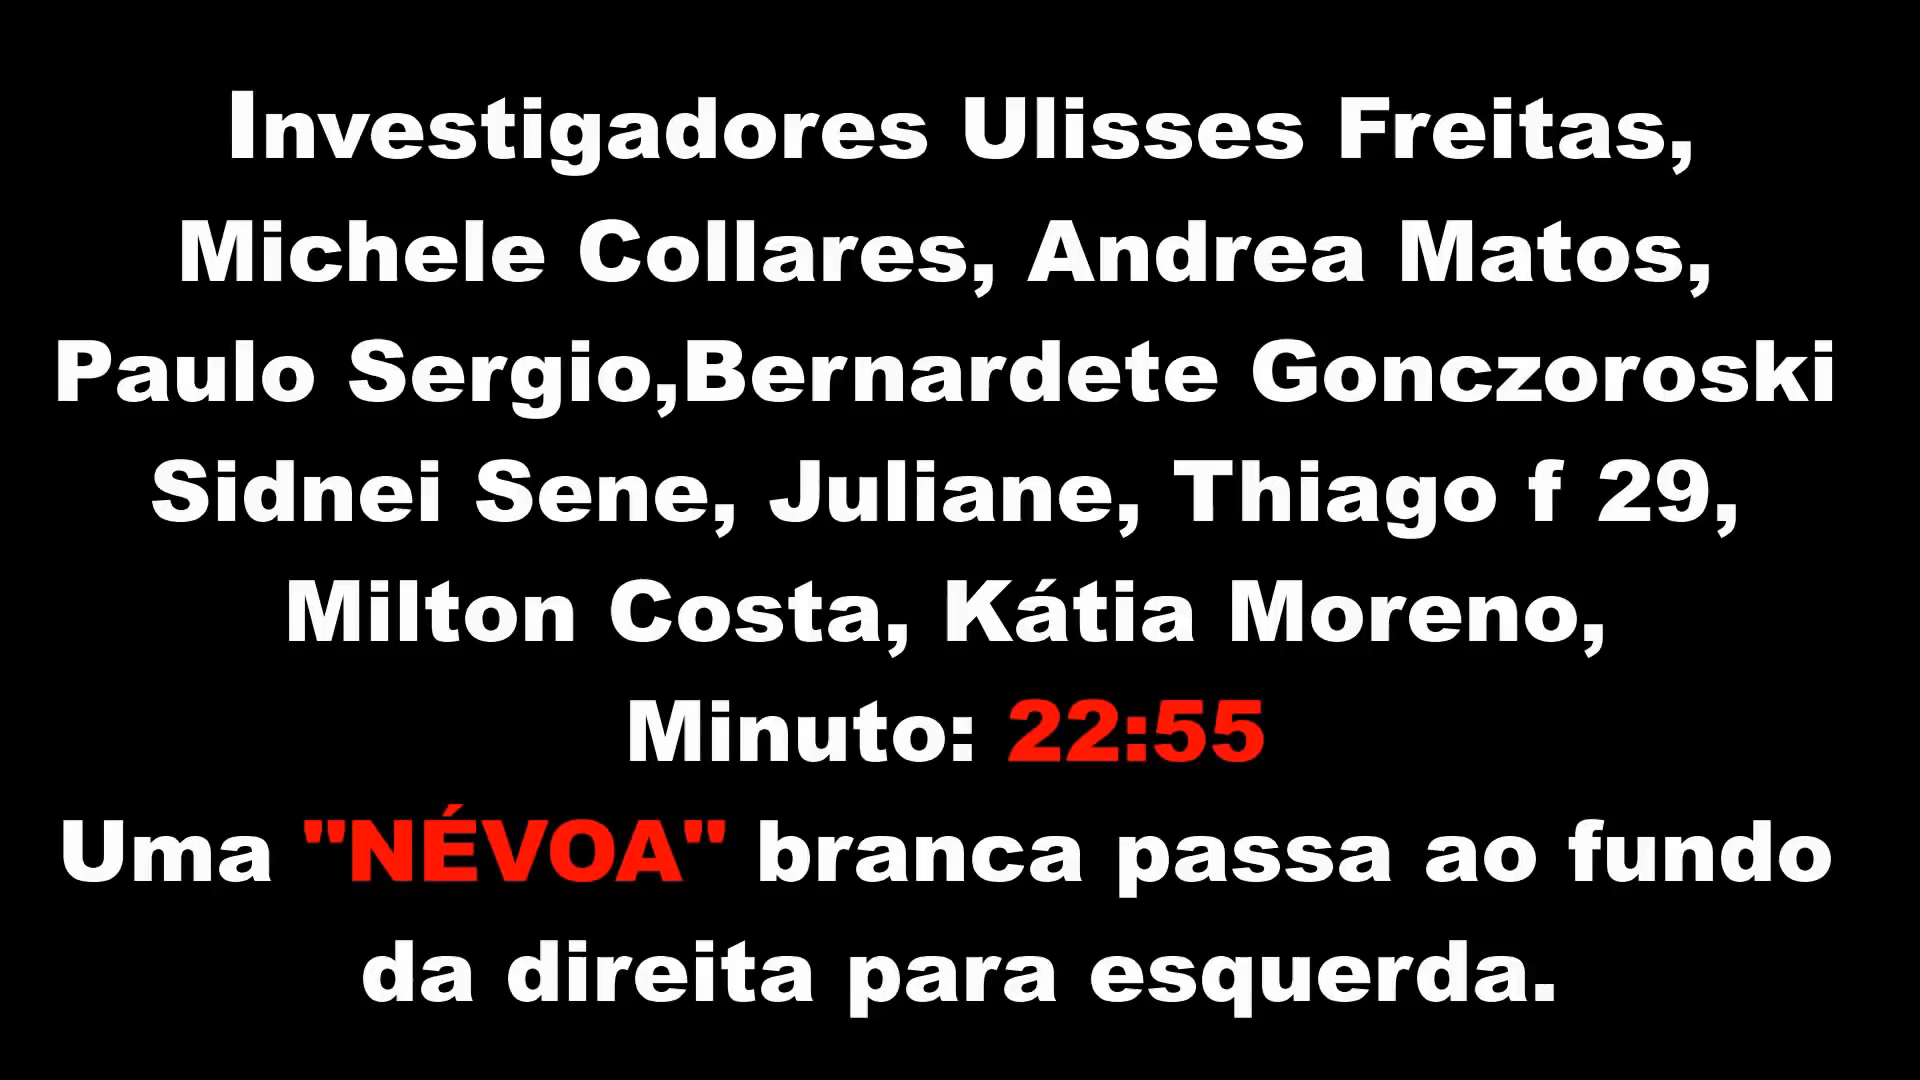 Investigadores Ulisses Freitas,
Michele Collares, Andrea Matos,
Paulo Sergio,Bernardete Gonczoroski
Sidnei Sene, Juliane, Thiago f 29,
Milton Costa, Kátia Moreno,
Minuto: 22:55
Uma "NÉVOA" branca passa ao fundo
da direita para esquerda.